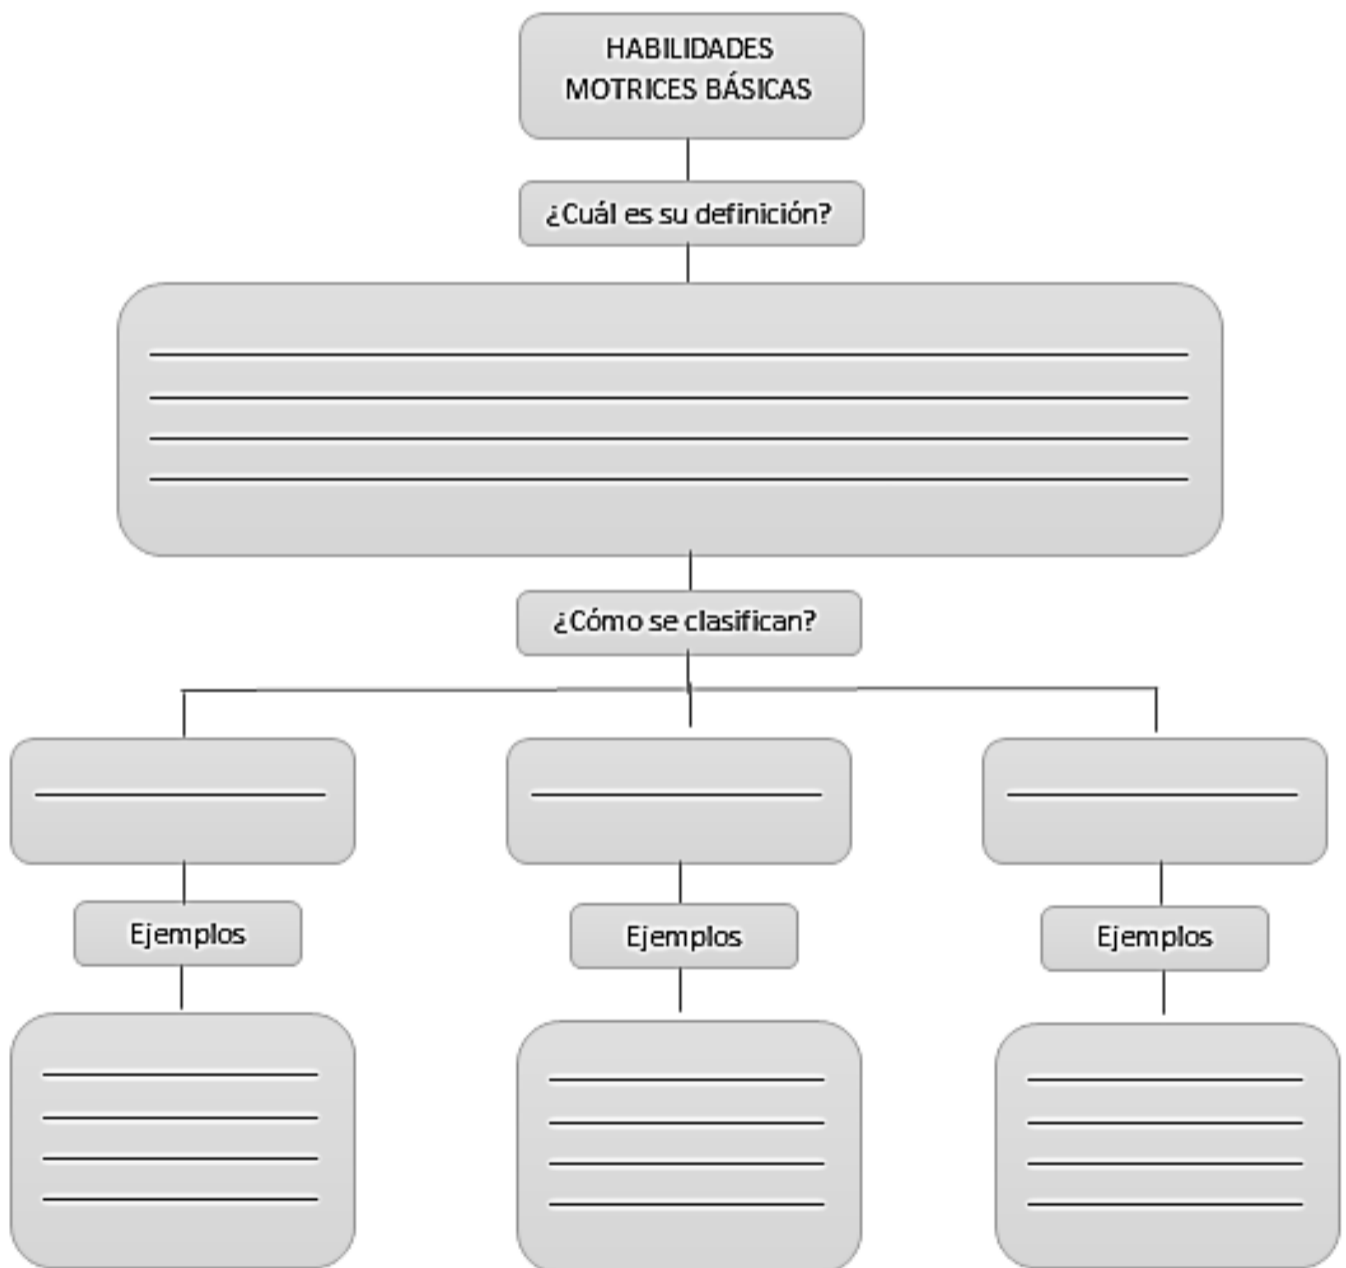 HABILIDADES
MOTRICES BÁSICAS
¿Cuál es su definición?
¿Cómo se clasifican?
Ejemplos
Ejemplos
Ejemplos